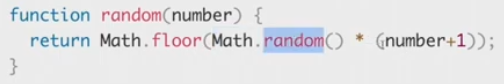 function random(number) {
  return Math.floor(Math.random() * (number+1));
}